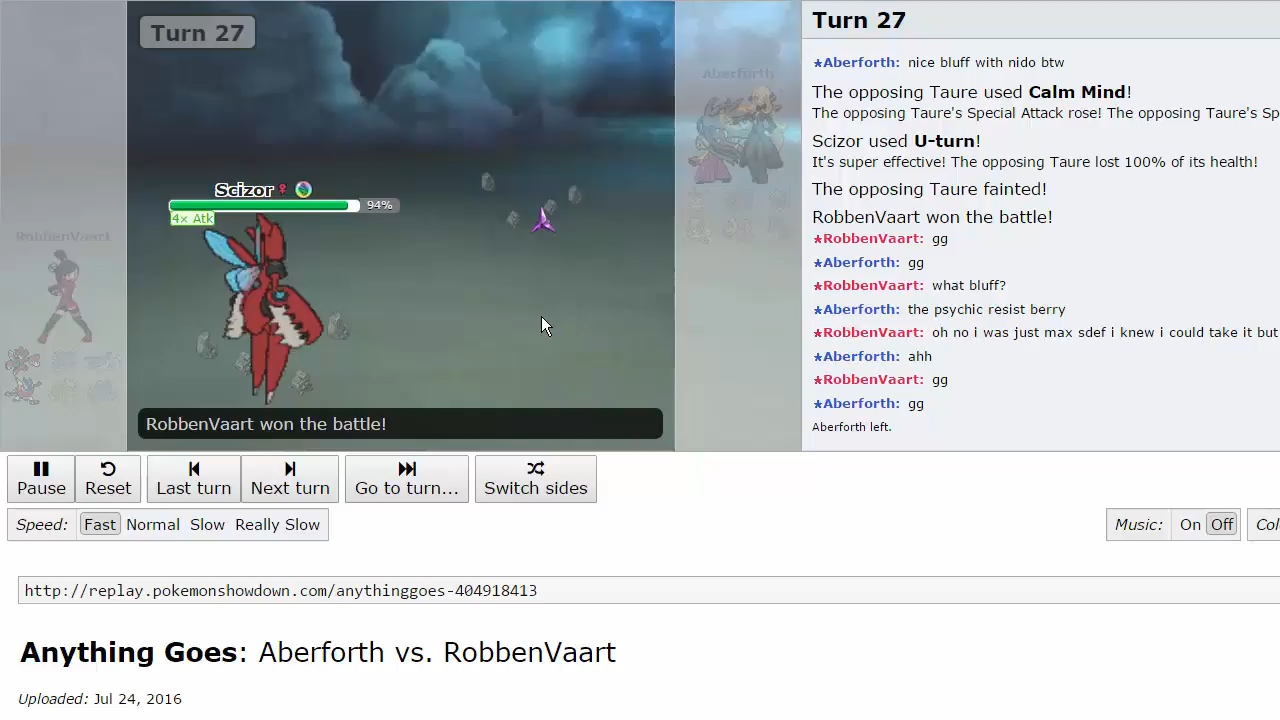 Turn 27
Aberforth
Scizor ♀
94%
4× Atk
RobbenVaart
RobbenVaart won the battle!
Turn 27
★Aberforth: nice bluff with nido btw
The opposing Taure used Calm Mind!
The opposing Taure's Special Attack rose! The opposing Taure's Sp
Scizor used U-turn!
It's super effective! The opposing Taure lost 100% of its health!
The opposing Taure fainted!
RobbenVaart won the battle!
★RobbenVaart: gg
★Aberforth: gg
★RobbenVaart: what bluff?
★Aberforth: the psychic resist berry
★RobbenVaart: oh no i was just max sdef i knew i could take it but
★Aberforth: ahh
★RobbenVaart: gg
★Aberforth: gg
Aberforth left.
Pause
Reset
Last turn
Next turn
Go to turn...
Switch sides
Speed: Fast Normal Slow Really Slow
Music: On Off
Col
http://replay.pokemonshowdown.com/anythinggoes-404918413
Anything Goes: Aberforth vs. RobbenVaart
Uploaded: Jul 24, 2016